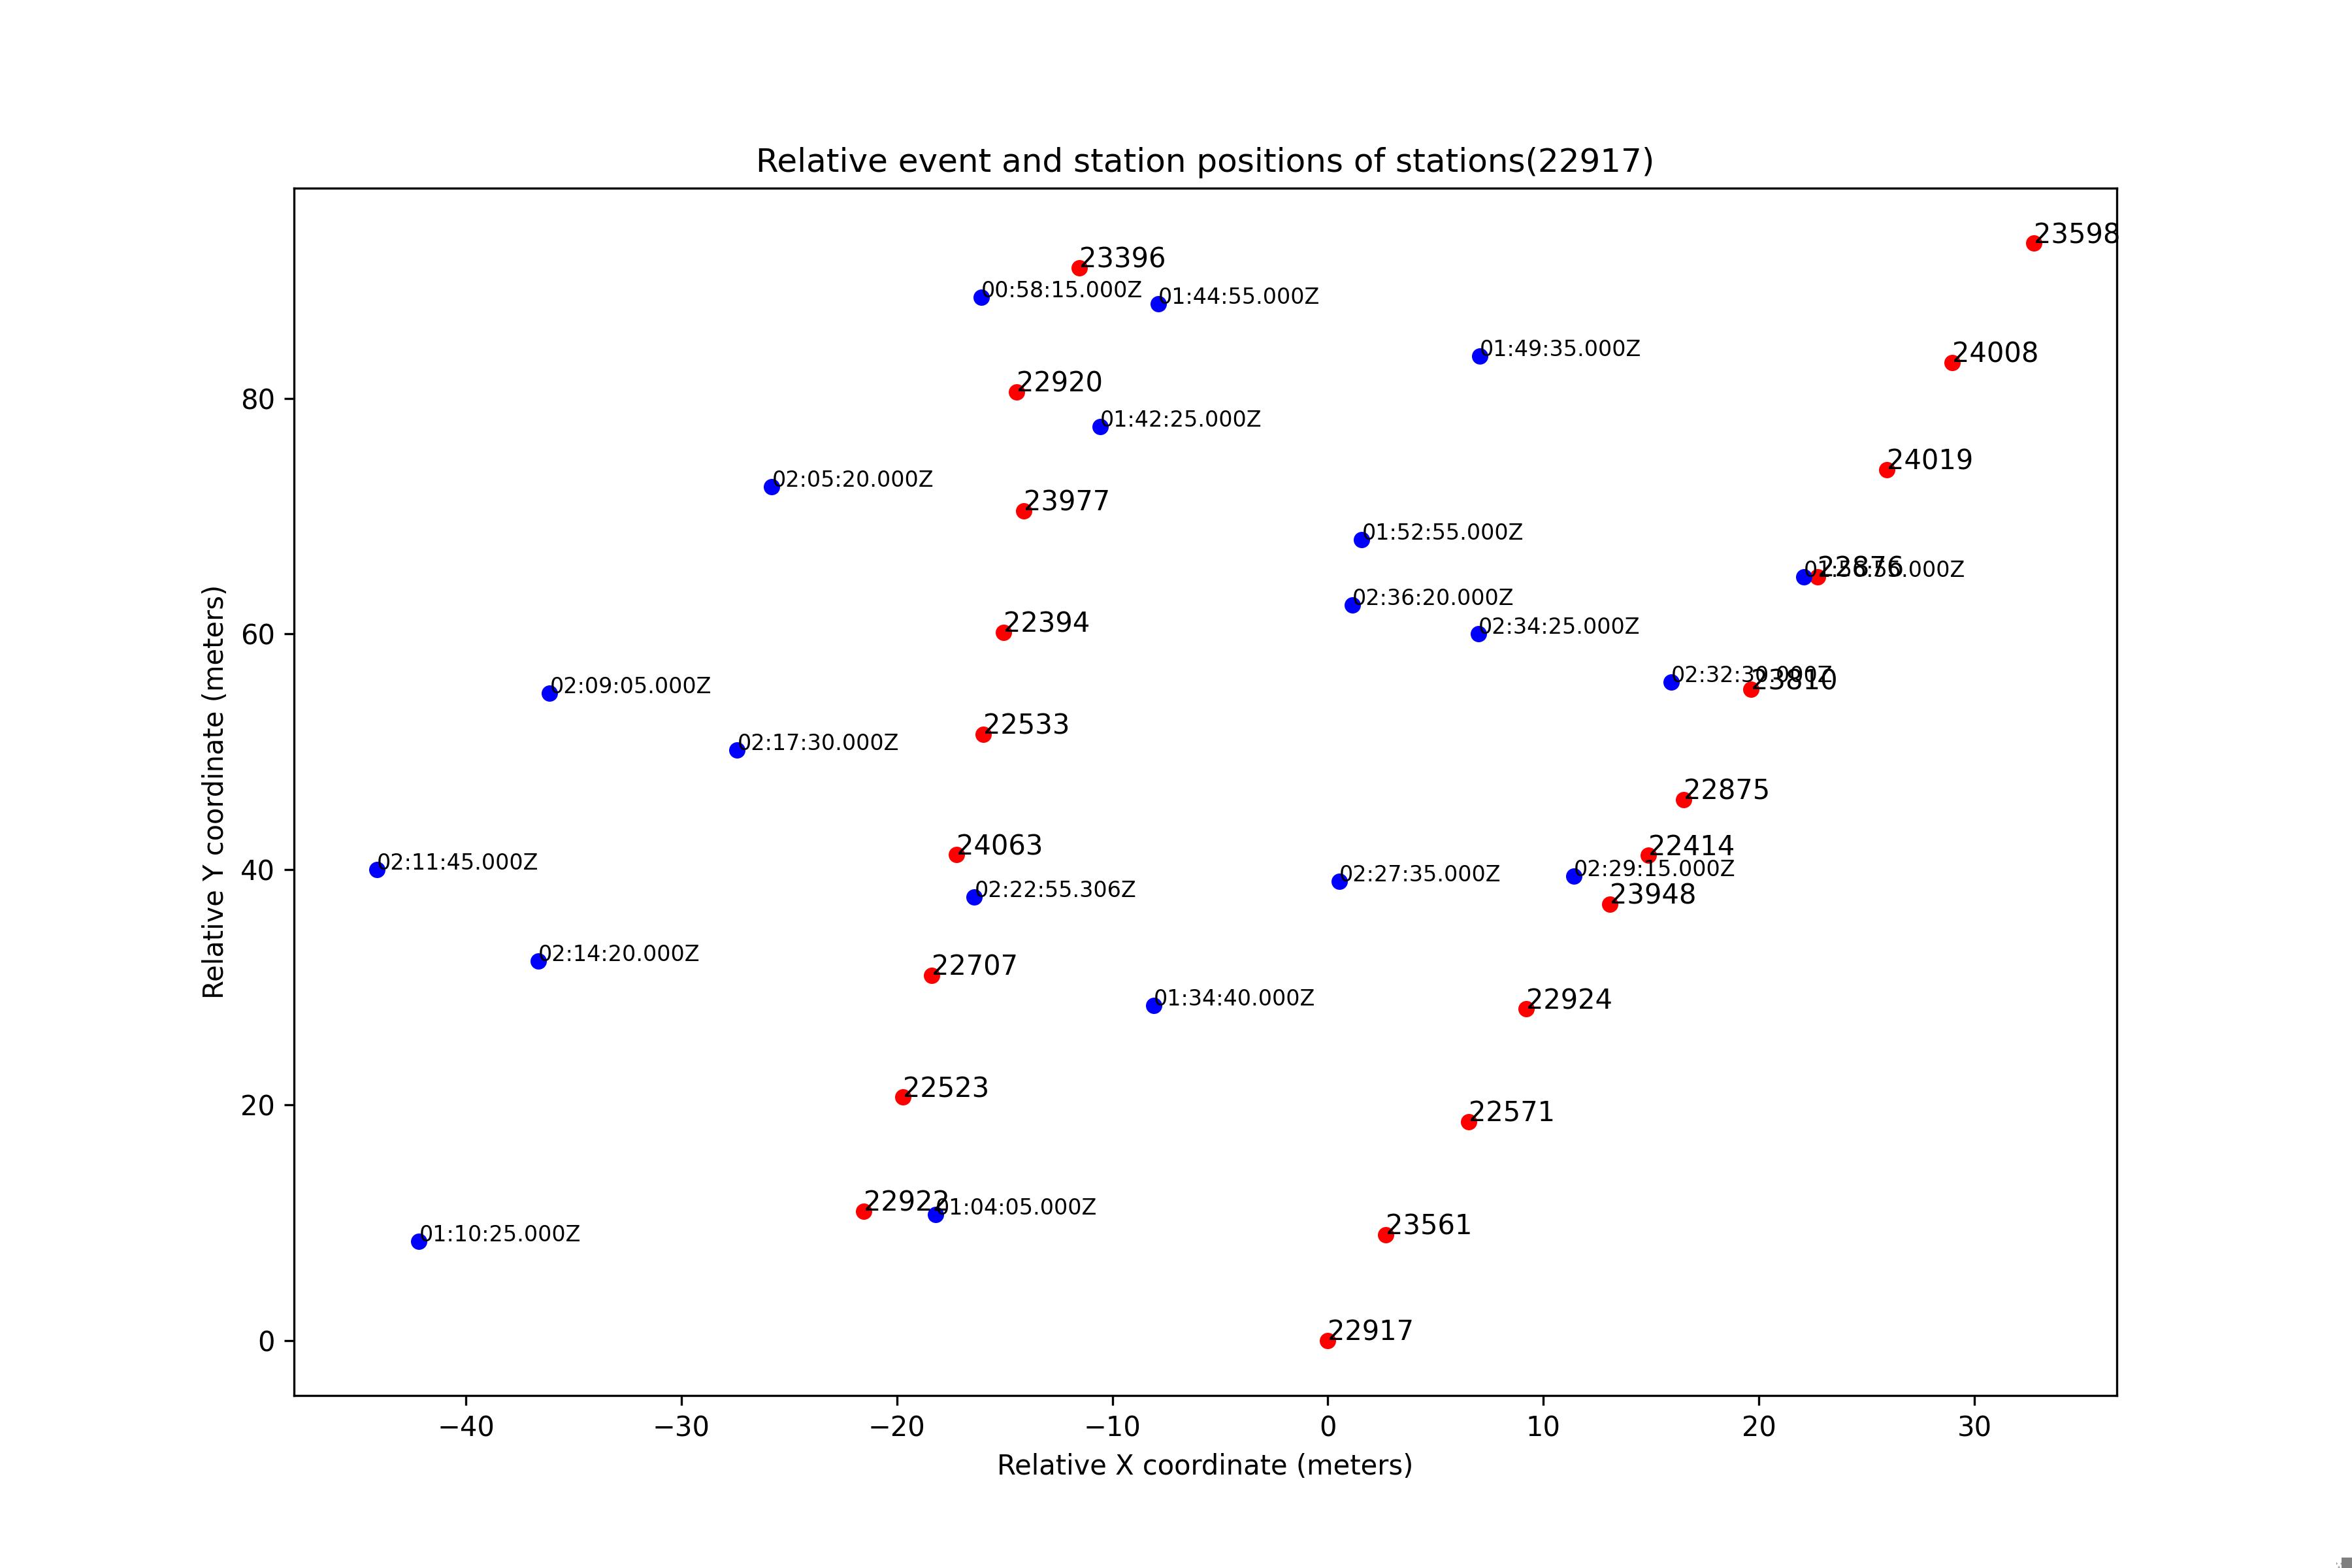 Relative event and station positions of stations(22917)
23598
23396
00:58:15.000Z
01:44:55.000Z
01:49:35.000Z
24008
80
22920
01:42:25.000Z
24019
02:05:20.000Z
23977
01:52:55.000Z
22876
02:36:20.000Z
02:34:25.000Z
60
22394
02:32:30.000Z
23810
02:09:05.000Z
22533
02:17:30.000Z
22875
22414
24063
02:11:45.000Z
40
02:29:15.000Z
02:27:35.000Z
02:22:55.306Z
23948
02:14:20.000Z
22707
01:34:40.000Z
22924
22523
20
22571
22922
01:04:05.000Z
23561
01:10:25.000Z
22917
0
Relative Y coordinate (meters)
−40 −30 −20 −10 0 10 20 30
Relative X coordinate (meters)